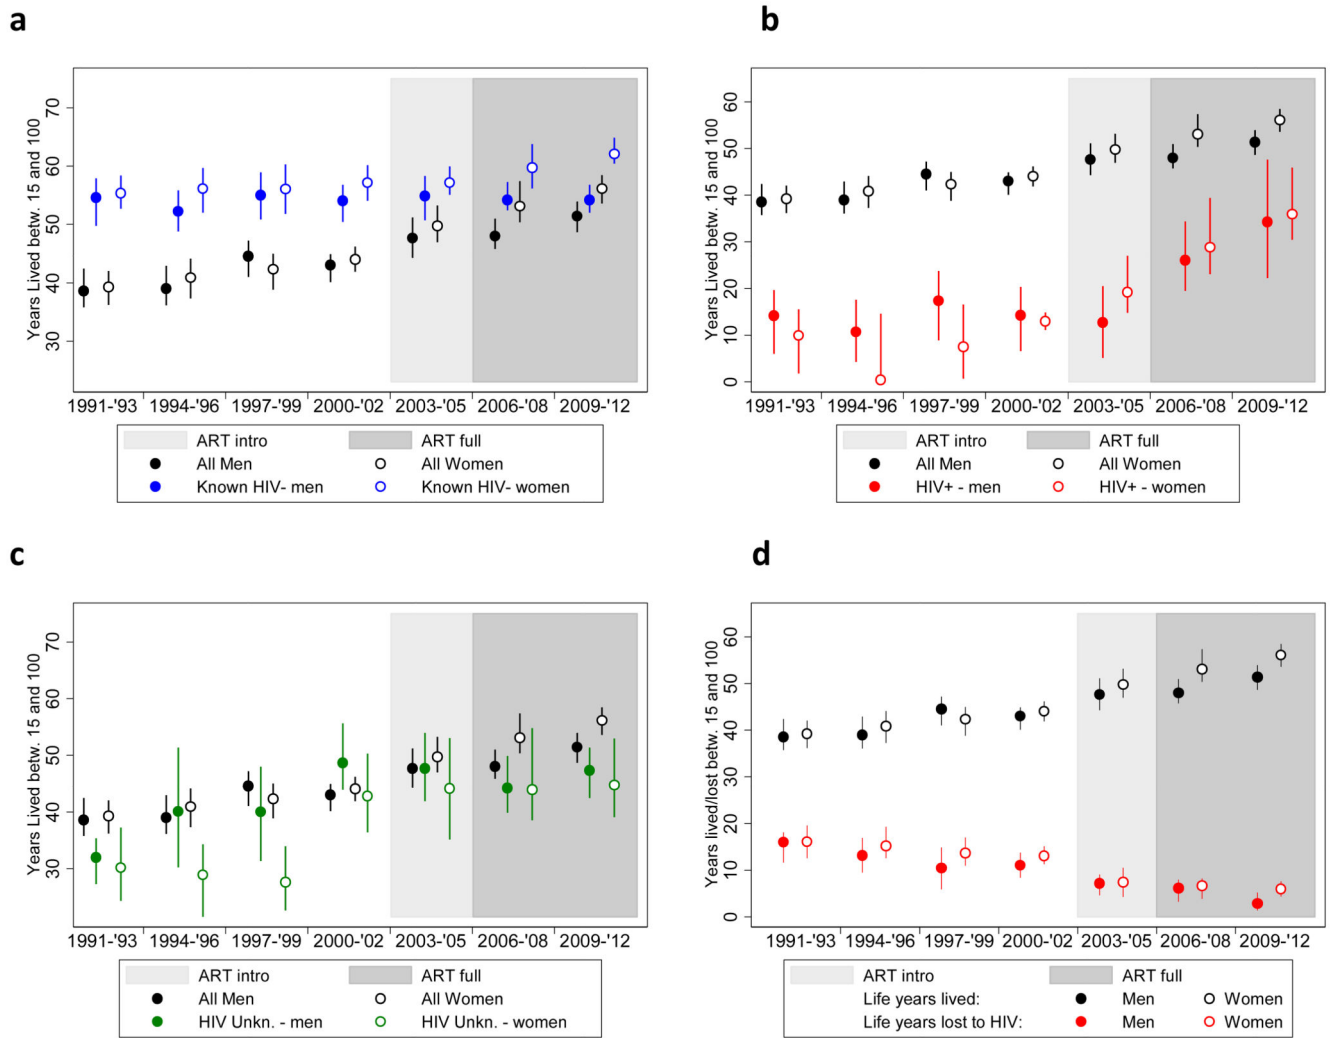 a
Years Lived betw. 15 and 100
70
60
50
40
30
1991-'93 1994-'96 1997-'99 2000-'02 2003-'05 2006-'08 2009-'12
ART intro ART full
All Men All Women
Known HIV- men Known HIV- women
b
Years Lived betw. 15 and 100
60
50
40
30
20
10
0
1991-'93 1994-'96 1997-'99 2000-'02 2003-'05 2006-'08 2009-'12
ART intro ART full
All Men All Women
HIV+ - men HIV+ - women
c
Years Lived betw. 15 and 100
70
60
50
40
30
1991-'93 1994-'96 1997-'99 2000-'02 2003-'05 2006-'08 2009-'12
ART intro ART full
All Men All Women
HIV Unkn. - men HIV Unkn. - women
d
Years lived/lost betw. 15 and 100
60
50
40
30
20
10
0
1991-'93 1994-'96 1997-'99 2000-'02 2003-'05 2006-'08 2009-'12
ART intro ART full
Life years lived: Men Women
Life years lost to HIV: Men Women